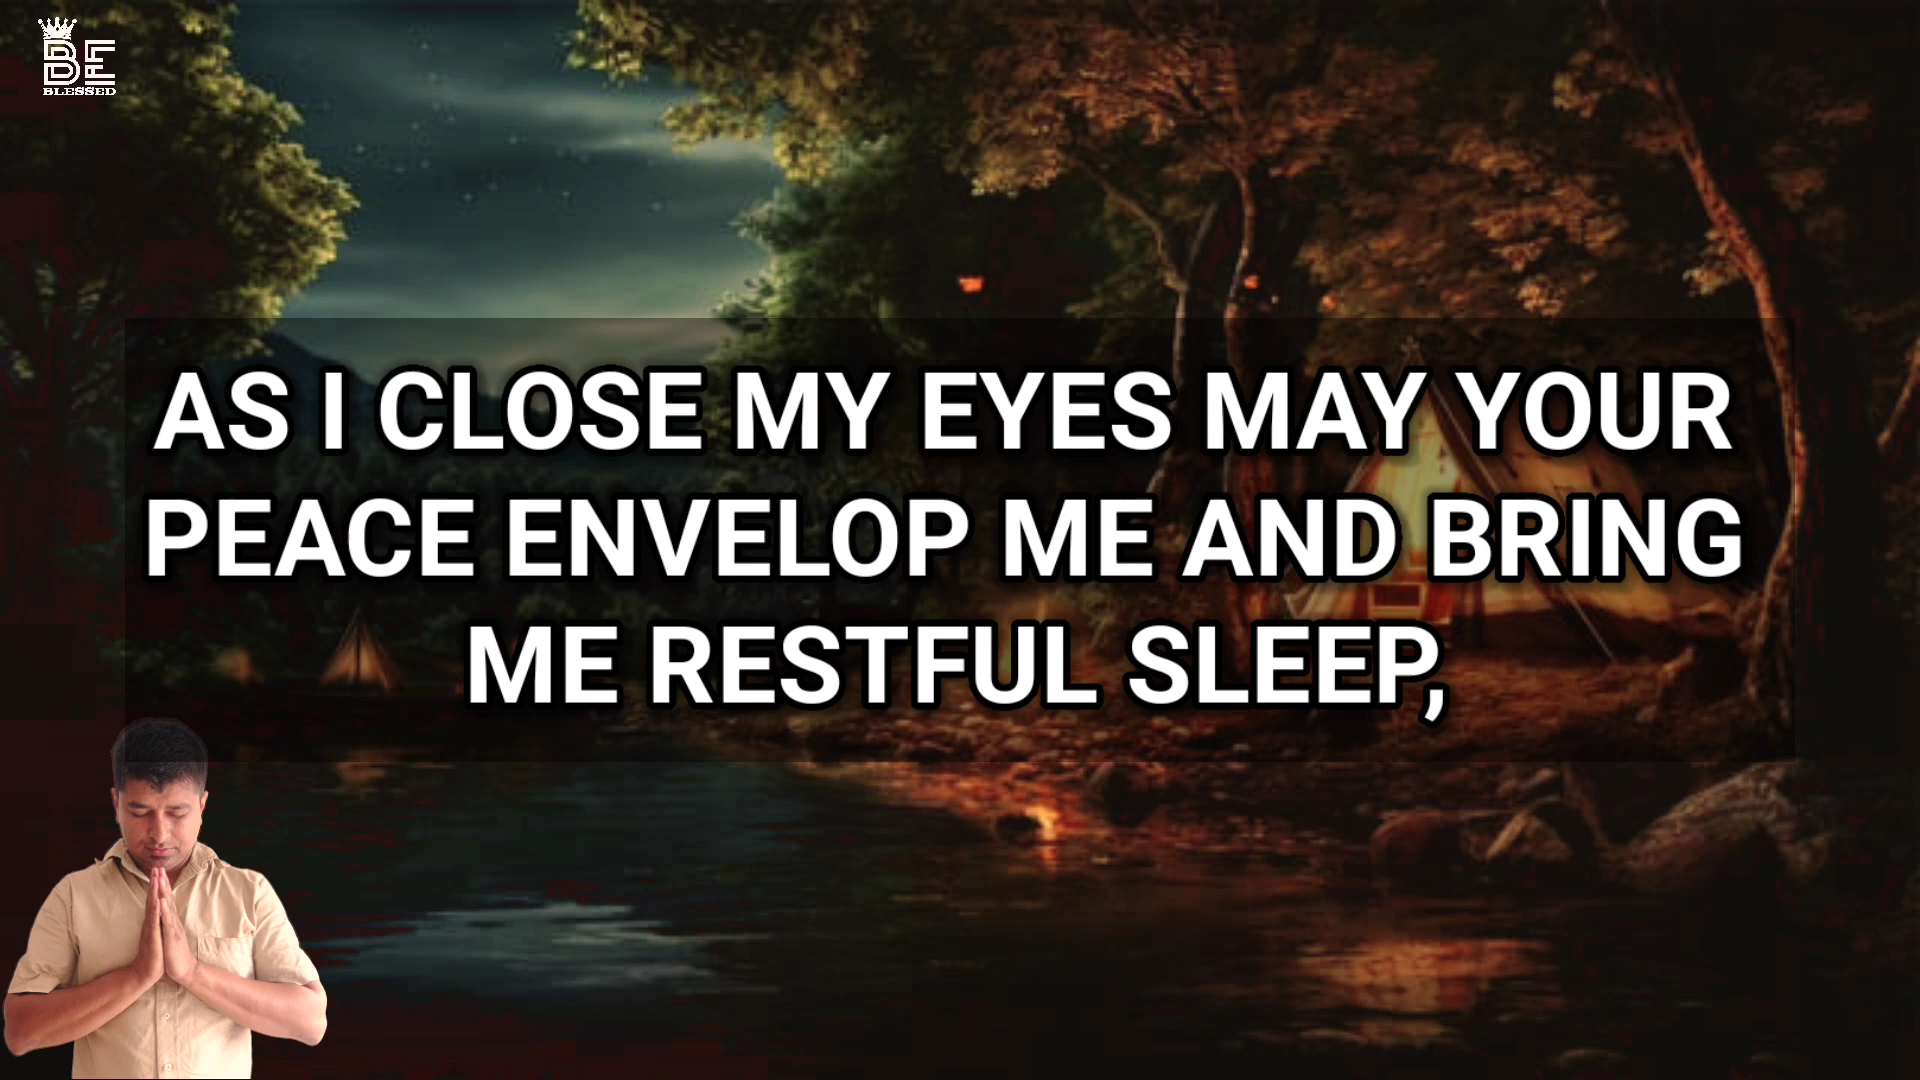 BE
BLESSED
AS I CLOSE MY EYES MAY YOUR
PEACE ENVELOP ME AND BRING
ME RESTFUL SLEEP,